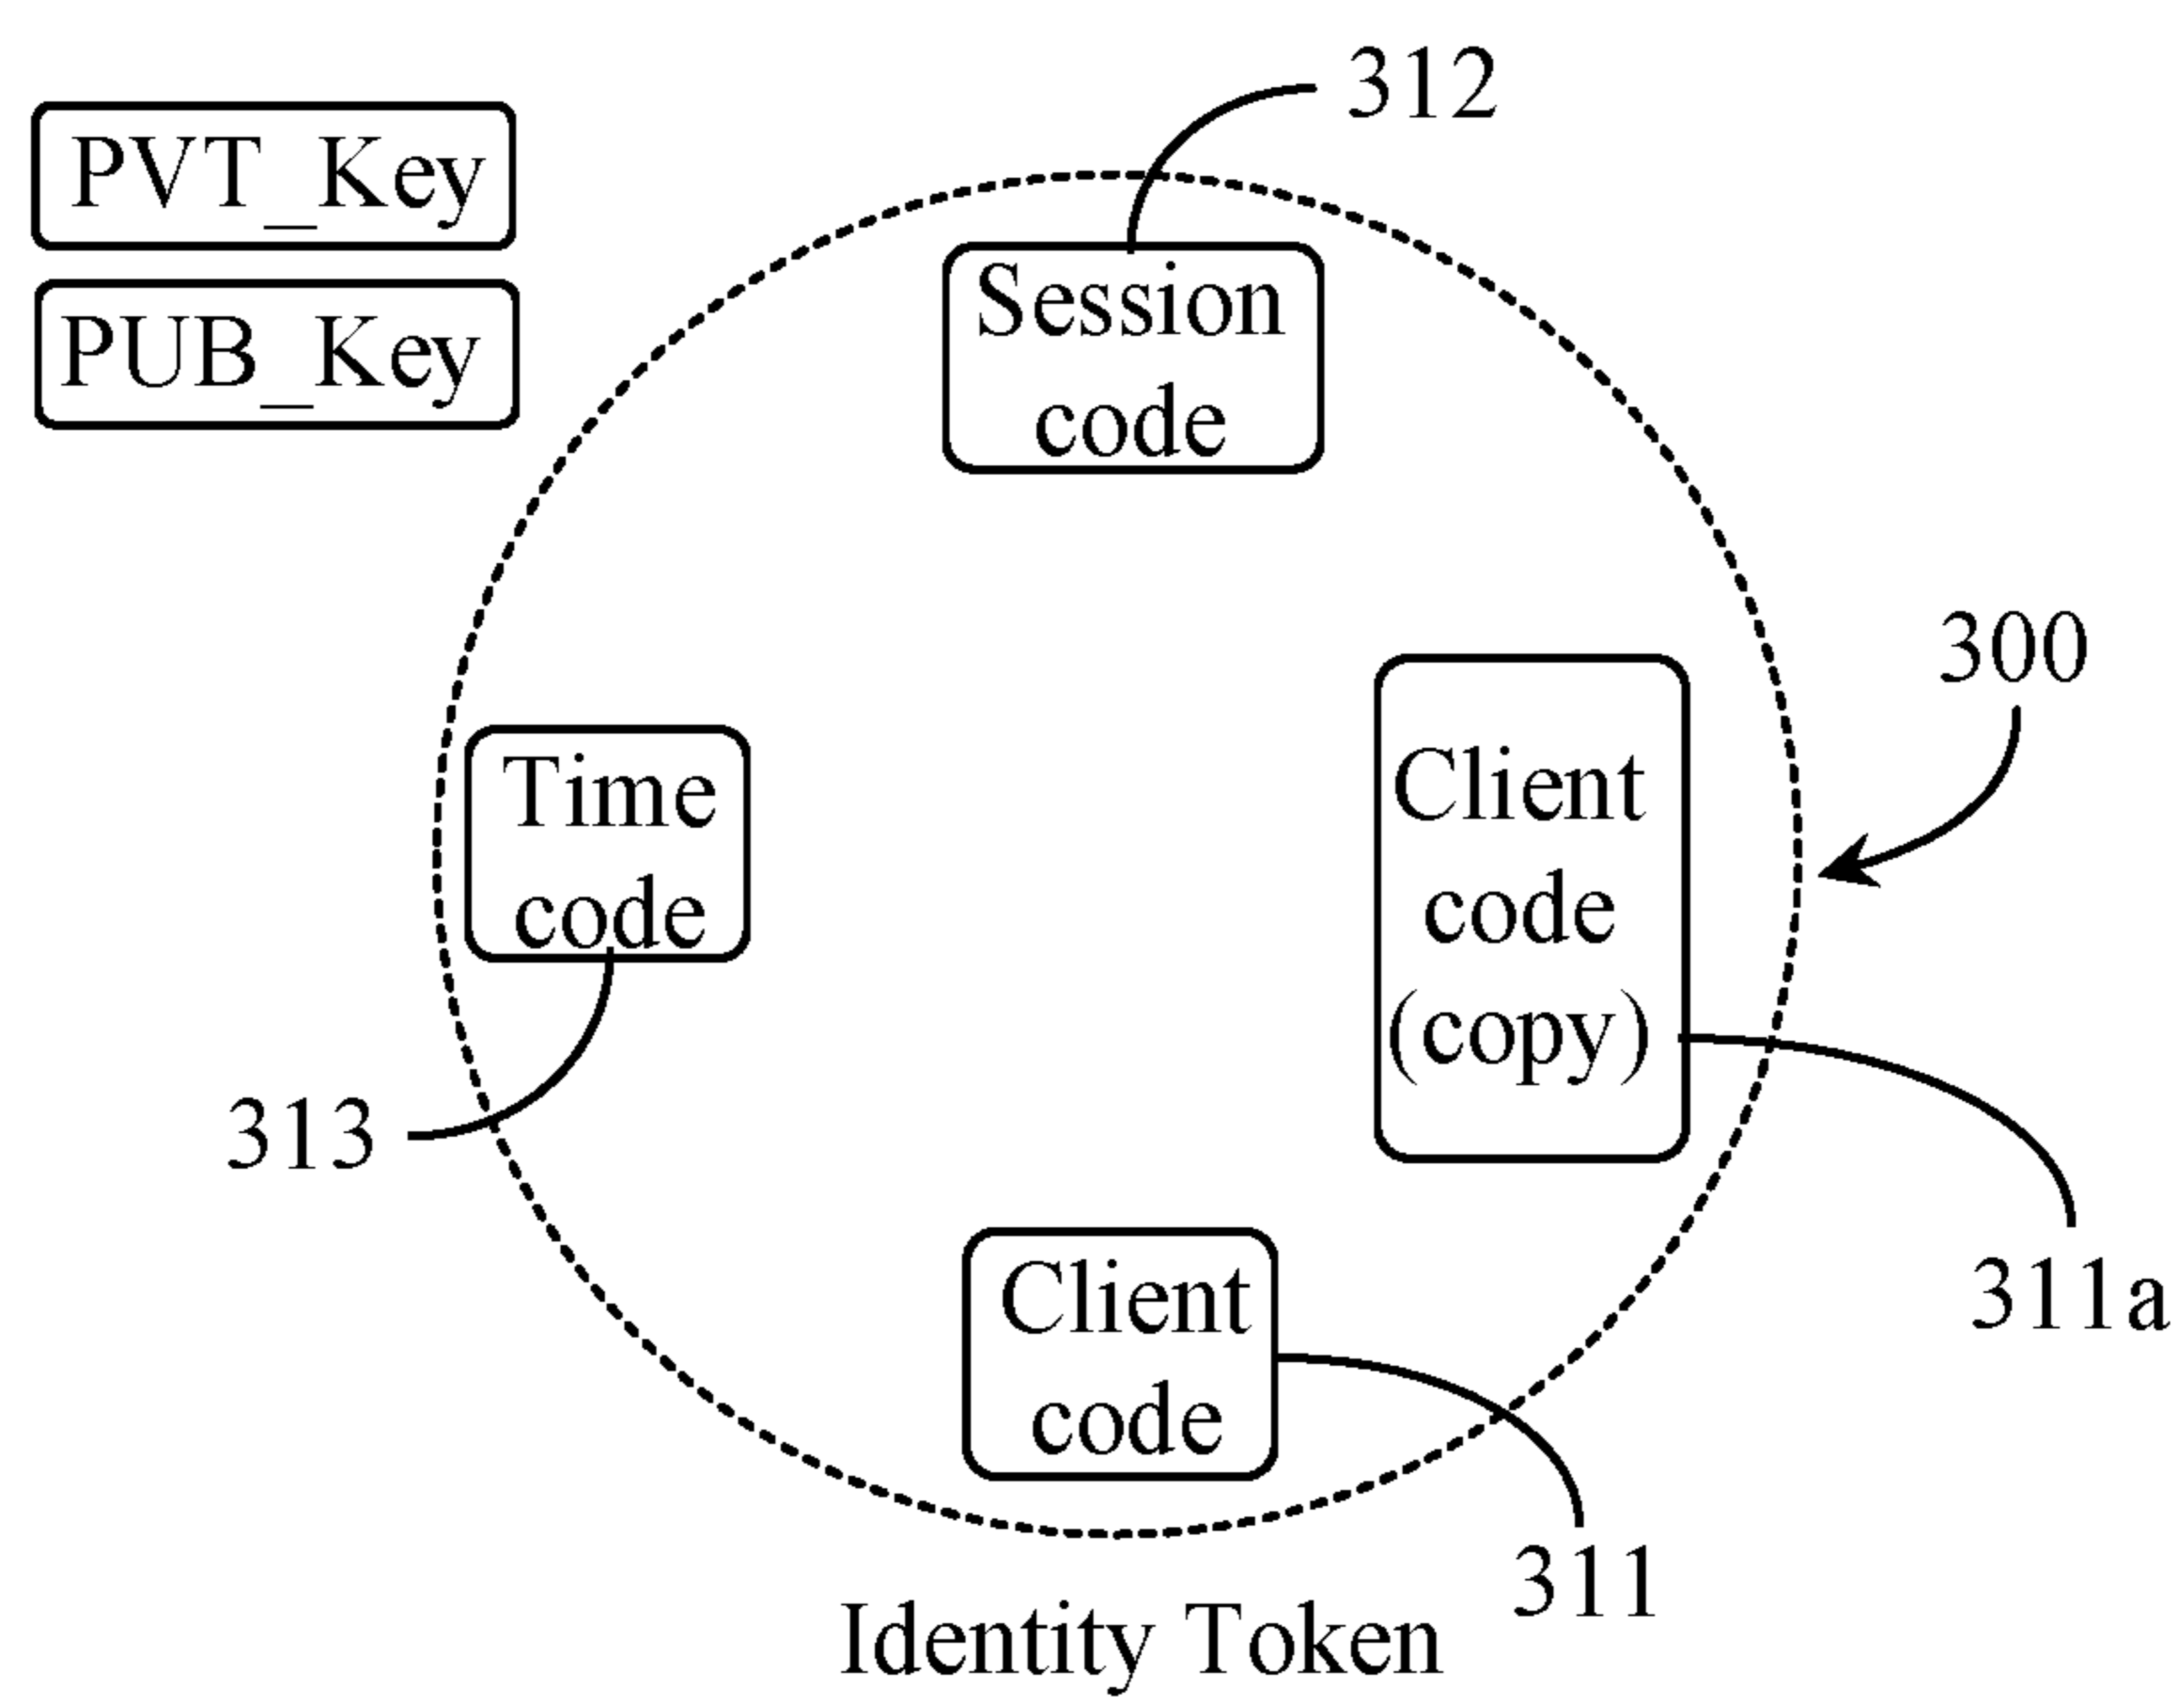 312
PVT_Key
PUB_Key
Session
code
300
Time
code
Client
code
(copy)
313
311a
Client
code
311
Identity Token